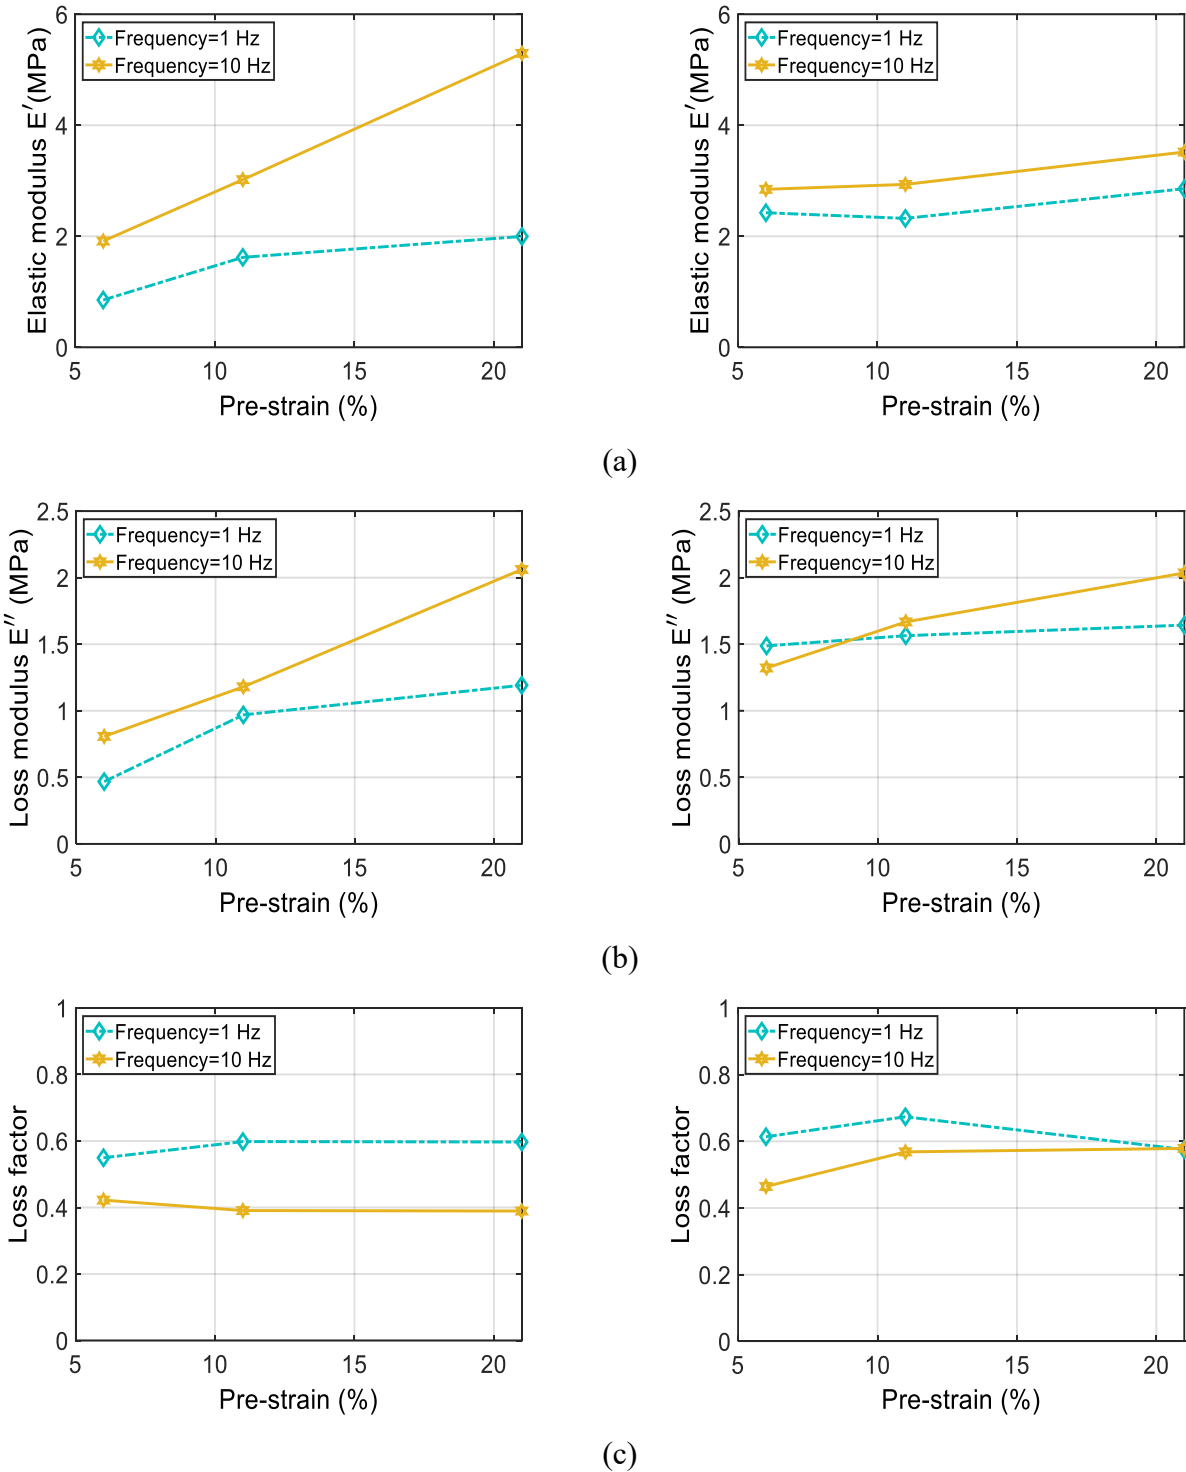 6
4
2
0
Elastic modulus E′(MPa)
Frequency=1 Hz
Frequency=10 Hz
5
10
15
20
Pre-strain (%)
6
4
2
0
Elastic modulus E′(MPa)
Frequency=1 Hz
Frequency=10 Hz
5
10
15
20
Pre-strain (%)
(a)
2.5
2
1.5
1
0.5
0
Loss modulus E″ (MPa)
Frequency=1 Hz
Frequency=10 Hz
5
10
15
20
Pre-strain (%)
2.5
2
1.5
1
0.5
0
Loss modulus E″ (MPa)
Frequency=1 Hz
Frequency=10 Hz
5
10
15
20
Pre-strain (%)
(b)
1
0.8
0.6
0.4
0.2
0
Loss factor
Frequency=1 Hz
Frequency=10 Hz
5
10
15
20
Pre-strain (%)
1
0.8
0.6
0.4
0.2
0
Loss factor
Frequency=1 Hz
Frequency=10 Hz
5
10
15
20
Pre-strain (%)
(c)